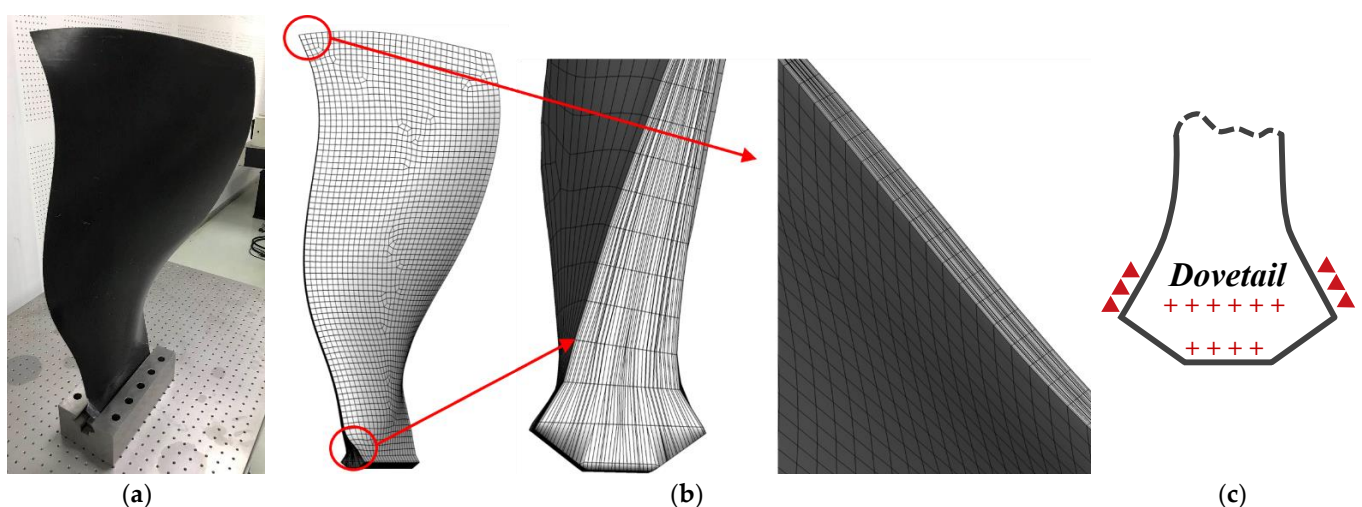 Dovetail
+ + + + + +
+ + + +
(a)
(b)
(c)